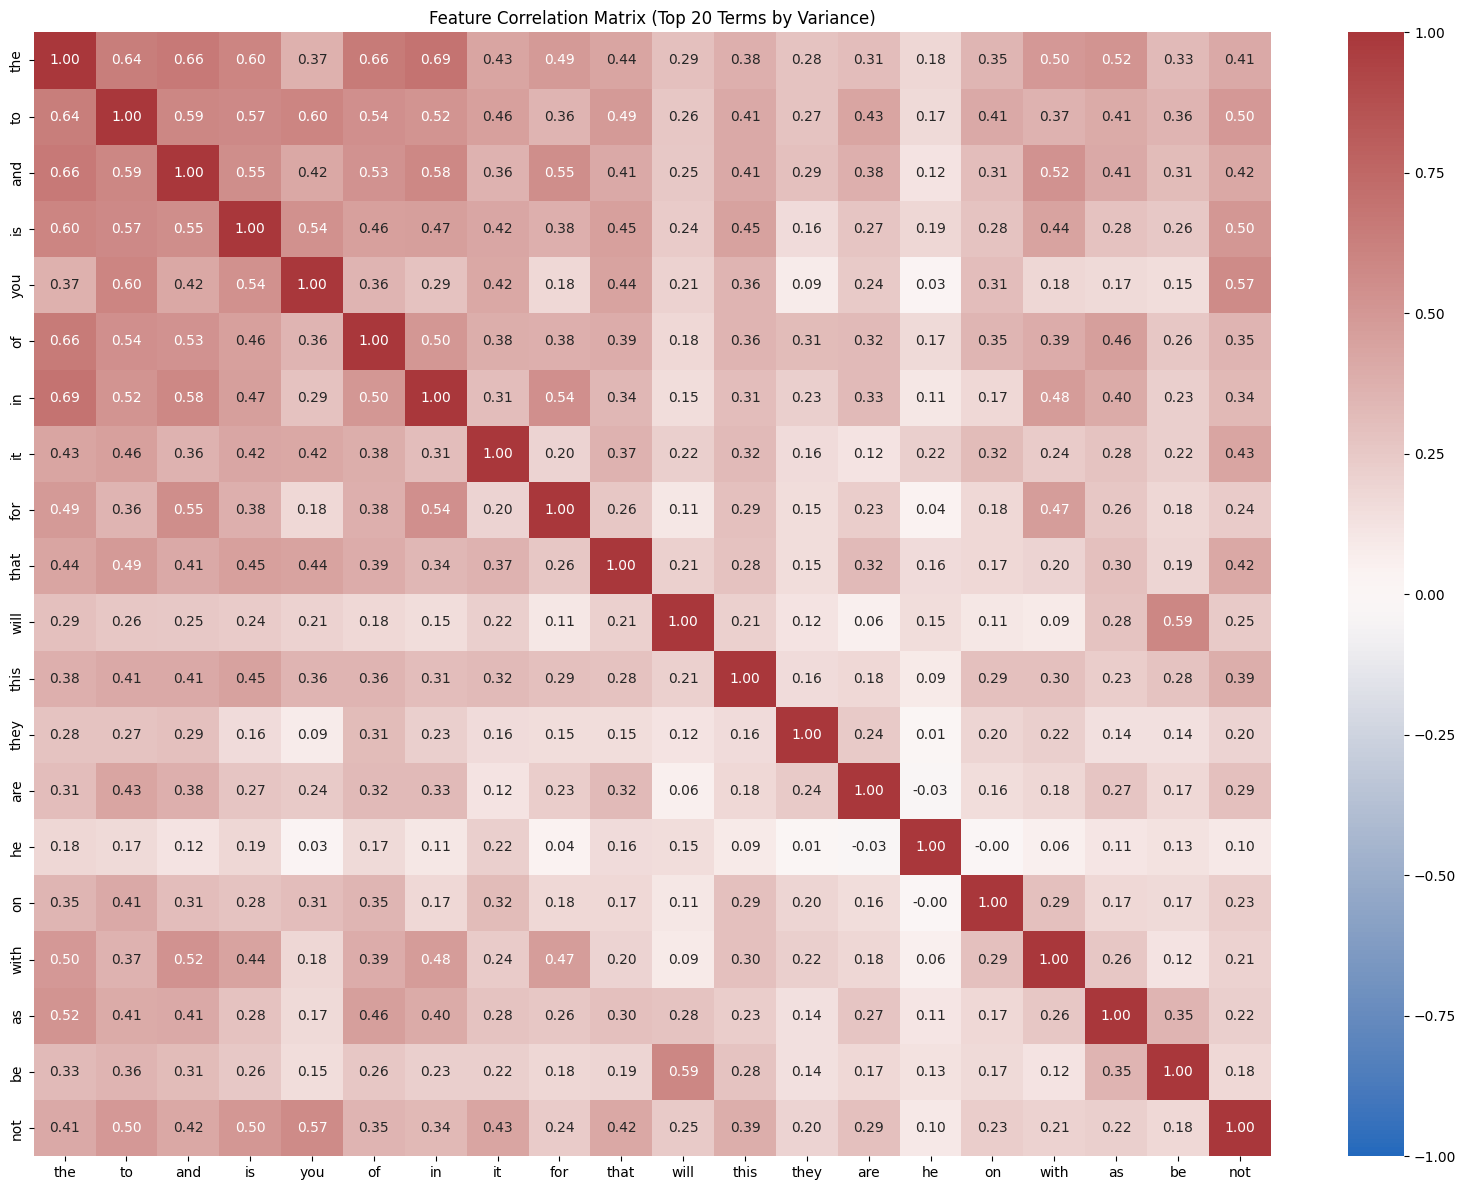 Feature Correlation Matrix (Top 20 Terms by Variance)
the 1.00 0.64 0.66 0.60 0.37 0.66 0.69 0.43 0.49 0.44 0.29 0.38 0.28 0.31 0.18 0.35 0.50 0.52 0.33 0.41
to 0.64 1.00 0.59 0.57 0.60 0.54 0.52 0.46 0.36 0.49 0.26 0.41 0.27 0.43 0.17 0.41 0.37 0.41 0.36 0.50
and 0.66 0.59 1.00 0.55 0.42 0.53 0.58 0.36 0.55 0.41 0.25 0.41 0.29 0.38 0.12 0.31 0.52 0.41 0.31 0.42
is 0.60 0.57 0.55 1.00 0.54 0.46 0.47 0.42 0.38 0.45 0.24 0.45 0.16 0.27 0.19 0.28 0.44 0.28 0.26 0.50
you 0.37 0.60 0.42 0.54 1.00 0.36 0.29 0.42 0.18 0.44 0.21 0.36 0.09 0.24 0.03 0.31 0.18 0.17 0.15 0.57
of 0.66 0.54 0.53 0.46 0.36 1.00 0.50 0.38 0.38 0.39 0.18 0.36 0.31 0.32 0.17 0.35 0.39 0.46 0.26 0.35
in 0.69 0.52 0.58 0.47 0.29 0.50 1.00 0.31 0.54 0.34 0.15 0.31 0.23 0.33 0.11 0.17 0.48 0.40 0.23 0.34
it 0.43 0.46 0.36 0.42 0.42 0.38 0.31 1.00 0.20 0.37 0.22 0.32 0.16 0.12 0.22 0.32 0.24 0.28 0.22 0.43
for 0.49 0.36 0.55 0.38 0.18 0.38 0.54 0.20 1.00 0.26 0.11 0.29 0.15 0.23 0.04 0.18 0.47 0.26 0.18 0.24
that 0.44 0.49 0.41 0.45 0.44 0.39 0.34 0.37 0.26 1.00 0.21 0.28 0.15 0.32 0.16 0.17 0.20 0.30 0.19 0.42
will 0.29 0.26 0.25 0.24 0.21 0.18 0.15 0.22 0.11 0.21 1.00 0.21 0.12 0.06 0.15 0.11 0.09 0.28 0.59 0.25
this 0.38 0.41 0.41 0.45 0.36 0.36 0.31 0.32 0.29 0.28 0.21 1.00 0.16 0.18 0.09 0.29 0.30 0.23 0.28 0.39
they 0.28 0.27 0.29 0.16 0.09 0.31 0.23 0.16 0.15 0.15 0.12 0.16 1.00 0.24 0.01 0.20 0.22 0.14 0.14 0.20
are 0.31 0.43 0.38 0.27 0.24 0.32 0.33 0.12 0.23 0.32 0.06 0.18 0.24 1.00 -0.03 0.16 0.18 0.27 0.17 0.29
he 0.18 0.17 0.12 0.19 0.03 0.17 0.11 0.22 0.04 0.16 0.15 0.09 0.01 -0.03 1.00 -0.00 0.06 0.11 0.13 0.10
on 0.35 0.41 0.31 0.28 0.31 0.35 0.17 0.32 0.18 0.17 0.11 0.29 0.20 0.16 -0.00 1.00 0.29 0.17 0.17 0.23
with 0.50 0.37 0.52 0.44 0.18 0.39 0.48 0.24 0.47 0.20 0.09 0.30 0.22 0.18 0.06 0.29 1.00 0.26 0.12 0.21
as 0.52 0.41 0.41 0.28 0.17 0.46 0.40 0.28 0.26 0.30 0.28 0.23 0.14 0.27 0.11 0.17 0.26 1.00 0.35 0.22
be 0.33 0.36 0.31 0.26 0.15 0.26 0.23 0.22 0.18 0.19 0.59 0.28 0.14 0.17 0.13 0.17 0.12 0.35 1.00 0.18
not 0.41 0.50 0.42 0.50 0.57 0.35 0.34 0.43 0.24 0.42 0.25 0.39 0.20 0.29 0.10 0.23 0.21 0.22 0.18 1.00
the to and is you of in it for that will this they are he on with as be not
1.00
0.75
0.50
0.25
0.00
−0.25
−0.50
−0.75
−1.00